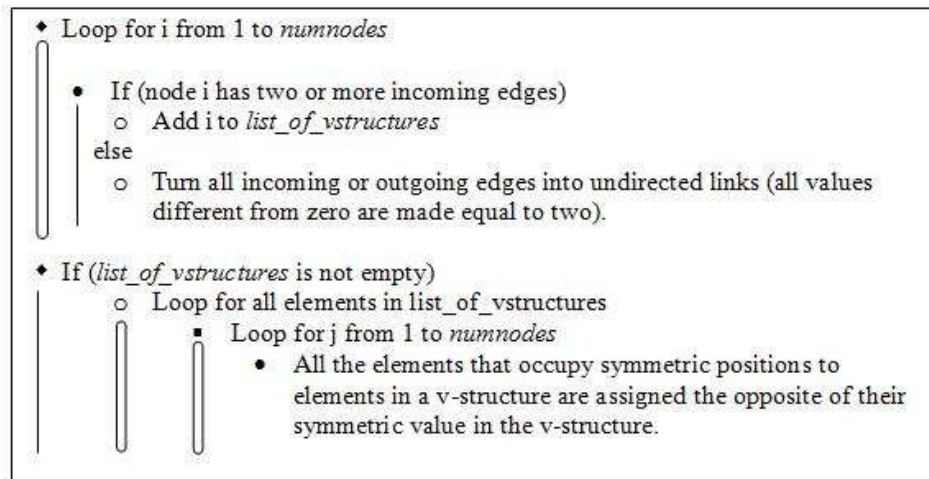 Loop for i from 1 to numnodes
If (node i has two or more incoming edges)
Add i to list_of_vstructures
else
Turn all incoming or outgoing edges into undirected links (all values
different from zero are made equal to two).
If (list_of_vstructures is not empty)
Loop for all elements in list_of_vstructures
Loop for j from 1 to numnodes
All the elements that occupy symmetric positions to
elements in a v-structure are assigned the opposite of their
symmetric value in the v-structure.